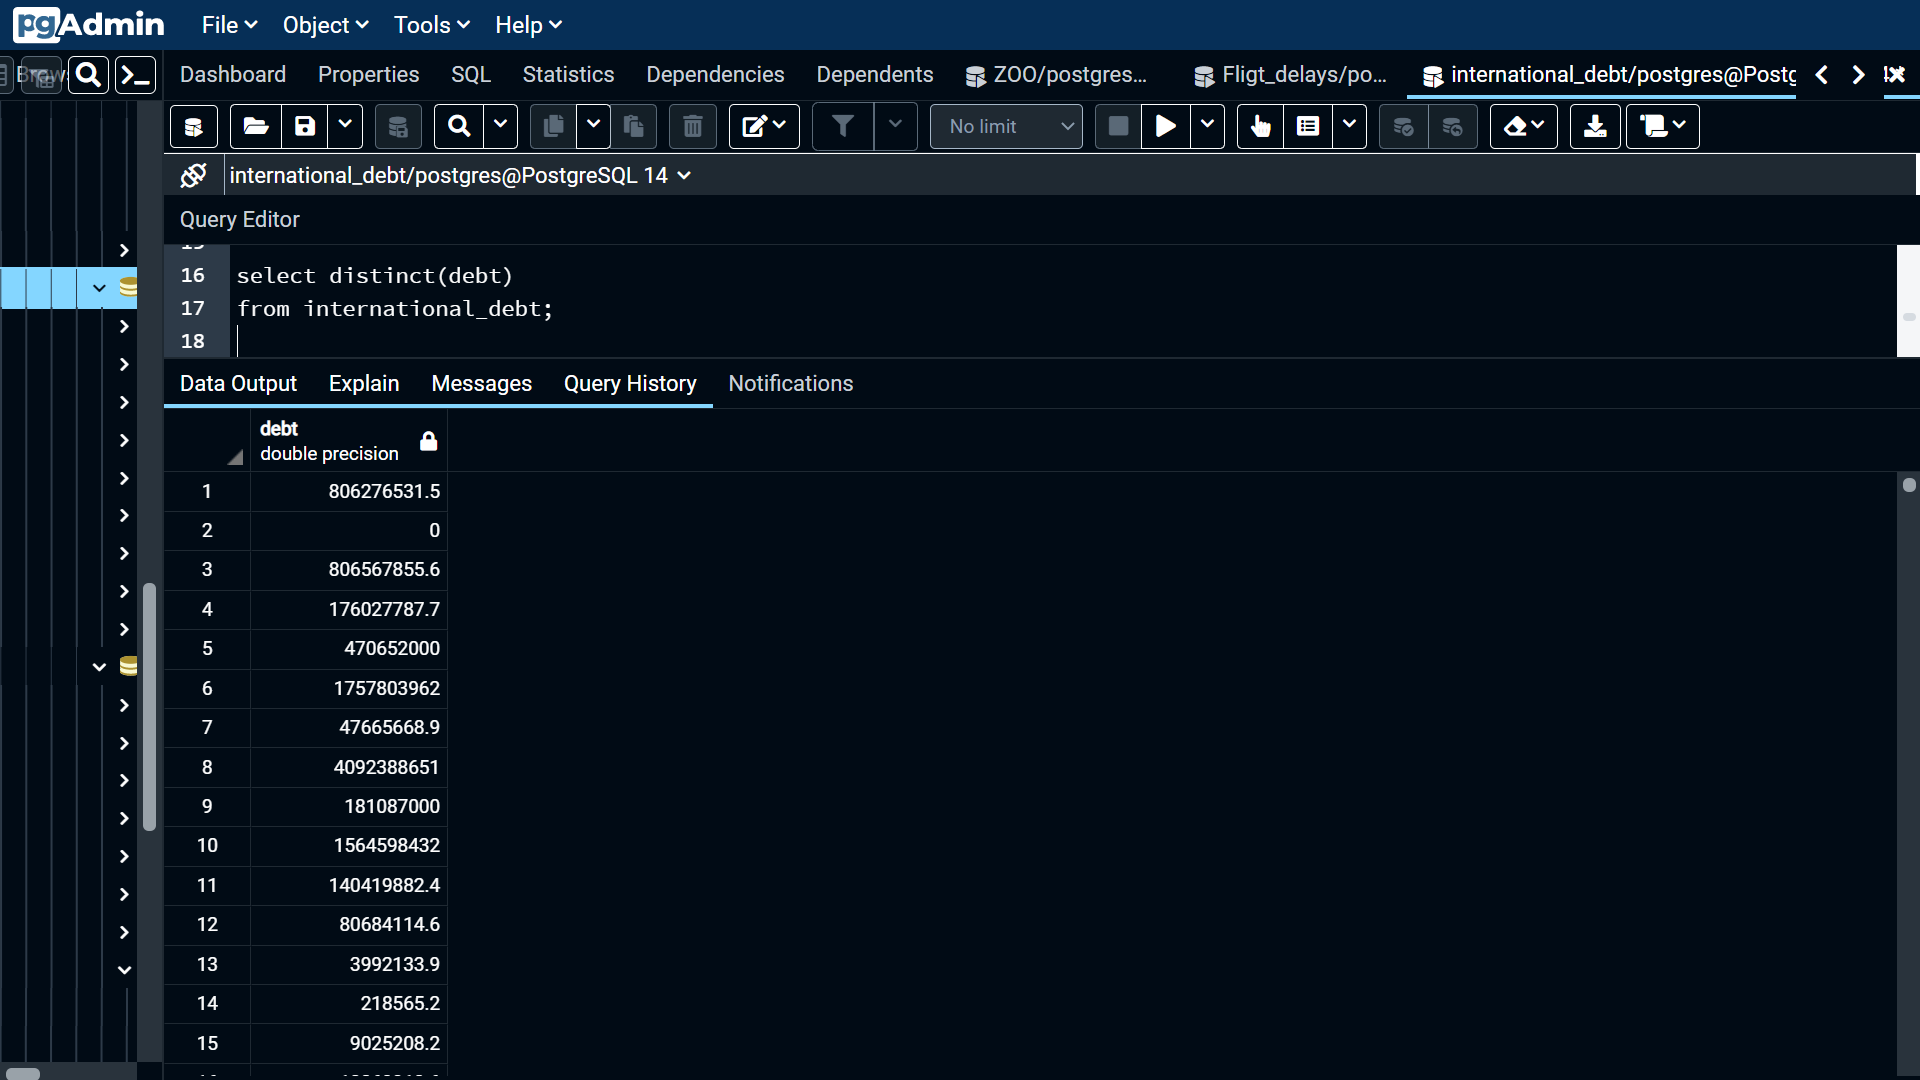 pgAdmin File Object Tools Help
Dashboard Properties SQL Statistics Dependencies Dependents ZOO/postgres... Fligt_delays/po... international_debt/postgres@Postg
No limit
international_debt/postgres@PostgreSQL 14
Query Editor
16 select distinct(debt)
17 from international_debt;
18
Data Output Explain Messages Query History Notifications
debt
double precision
1 806276531.5
2 0
3 806567855.6
4 176027787.7
5 470652000
6 1757803962
7 47665668.9
8 4092388651
9 181087000
10 1564598432
11 140419882.4
12 80684114.6
13 3992133.9
14 218565.2
15 9025208.2